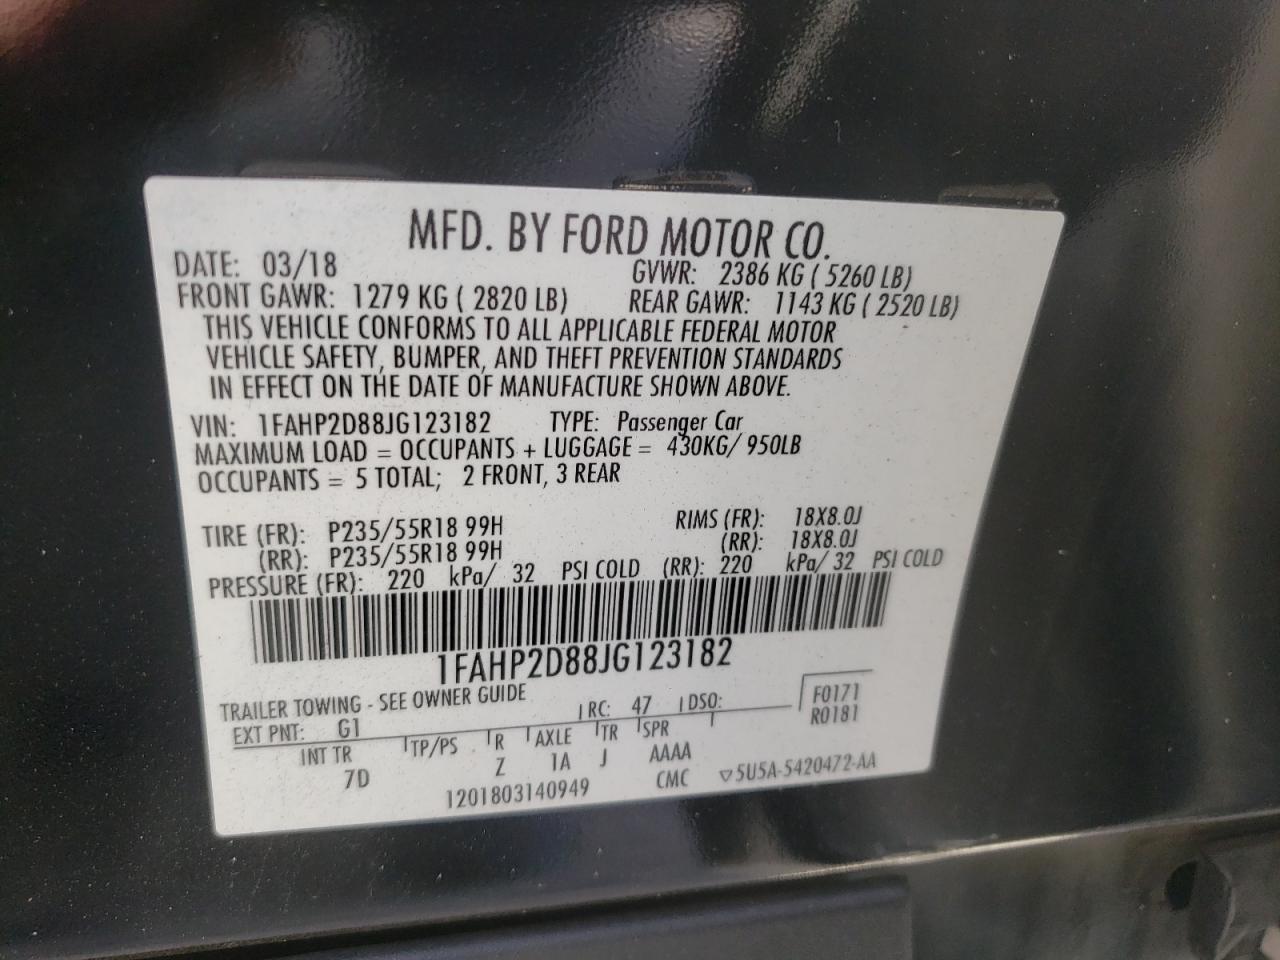 MFD. BY FORD MOTOR CO.
DATE: 03/18 GVWR: 2386 KG ( 5260 LB)
FRONT GAWR: 1279 KG ( 2820 LB) REAR GAWR: 1143 KG ( 2520 LB)
THIS VEHICLE CONFORMS TO ALL APPLICABLE FEDERAL MOTOR
VEHICLE SAFETY, BUMPER, AND THEFT PREVENTION STANDARDS
IN EFFECT ON THE DATE OF MANUFACTURE SHOWN ABOVE.
VIN: 1FAHP2D88JG123182 TYPE: Passenger Car
MAXIMUM LOAD = OCCUPANTS + LUGGAGE = 430KG/ 950LB
OCCUPANTS = 5 TOTAL; 2 FRONT, 3 REAR
TIRE (FR): P235/55R18 99H RIMS (FR): 18X8.0J
(RR): P235/55R18 99H (RR): 18X8.0J
PRESSURE (FR): 220 kPa/ 32 PSI COLD (RR): 220 kPa/ 32 PSI COLD
1FAHP2D88JG123182
TRAILER TOWING - SEE OWNER GUIDE F0171
EXT PNT: G1 RC: 47 DSO: R0181
INT TR TP/PS R AXLE TR SPR
7D Z 1A J AAAA
1201803140949 CMC ▽5U5A-5420472-AA